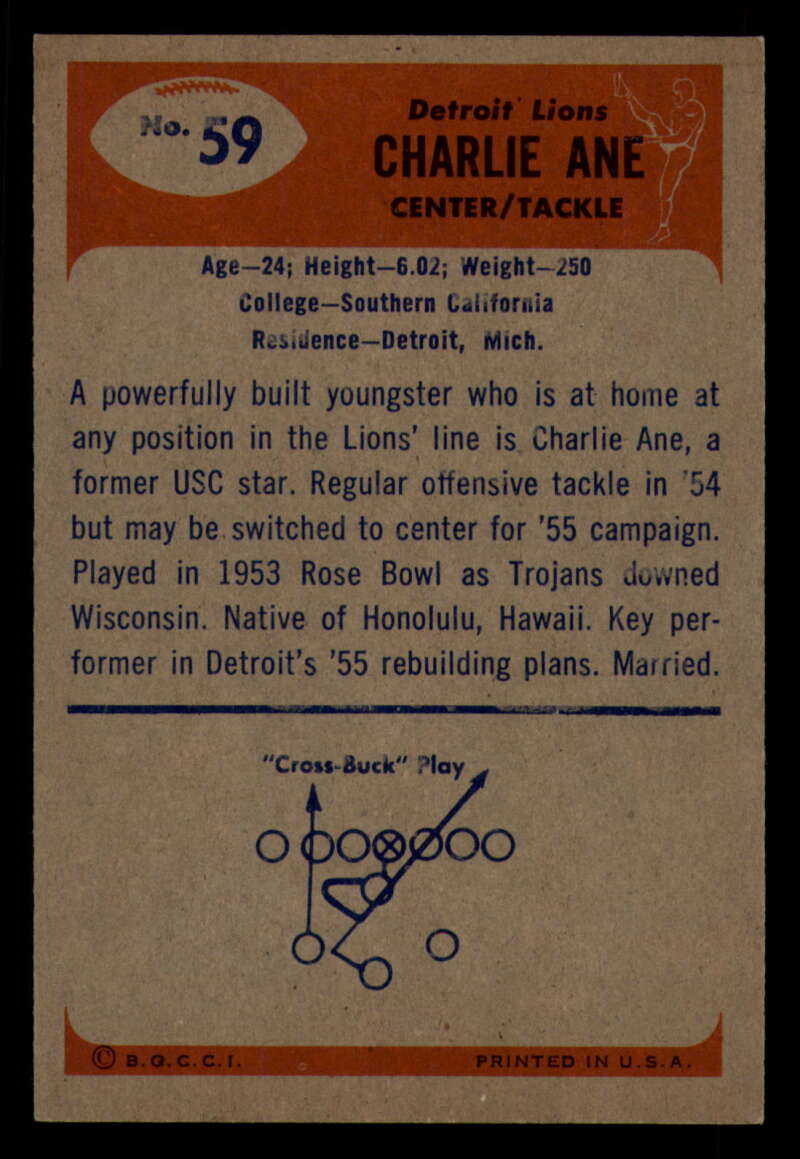 No. 59
Detroit Lions
CHARLIE ANE
CENTER/TACKLE
Age—24; Height—6.02; Weight—250
College—Southern California
Residence—Detroit, Mich.
A powerfully built youngster who is at home at
any position in the Lions' line is Charlie Ane, a
former USC star. Regular offensive tackle in '54
but may be switched to center for '55 campaign.
Played in 1953 Rose Bowl as Trojans downed
Wisconsin. Native of Honolulu, Hawaii. Key per-
former in Detroit's '55 rebuilding plans. Married.
"Cross-Buck" Play
© B.G.C.C.I.
PRINTED IN U.S.A.